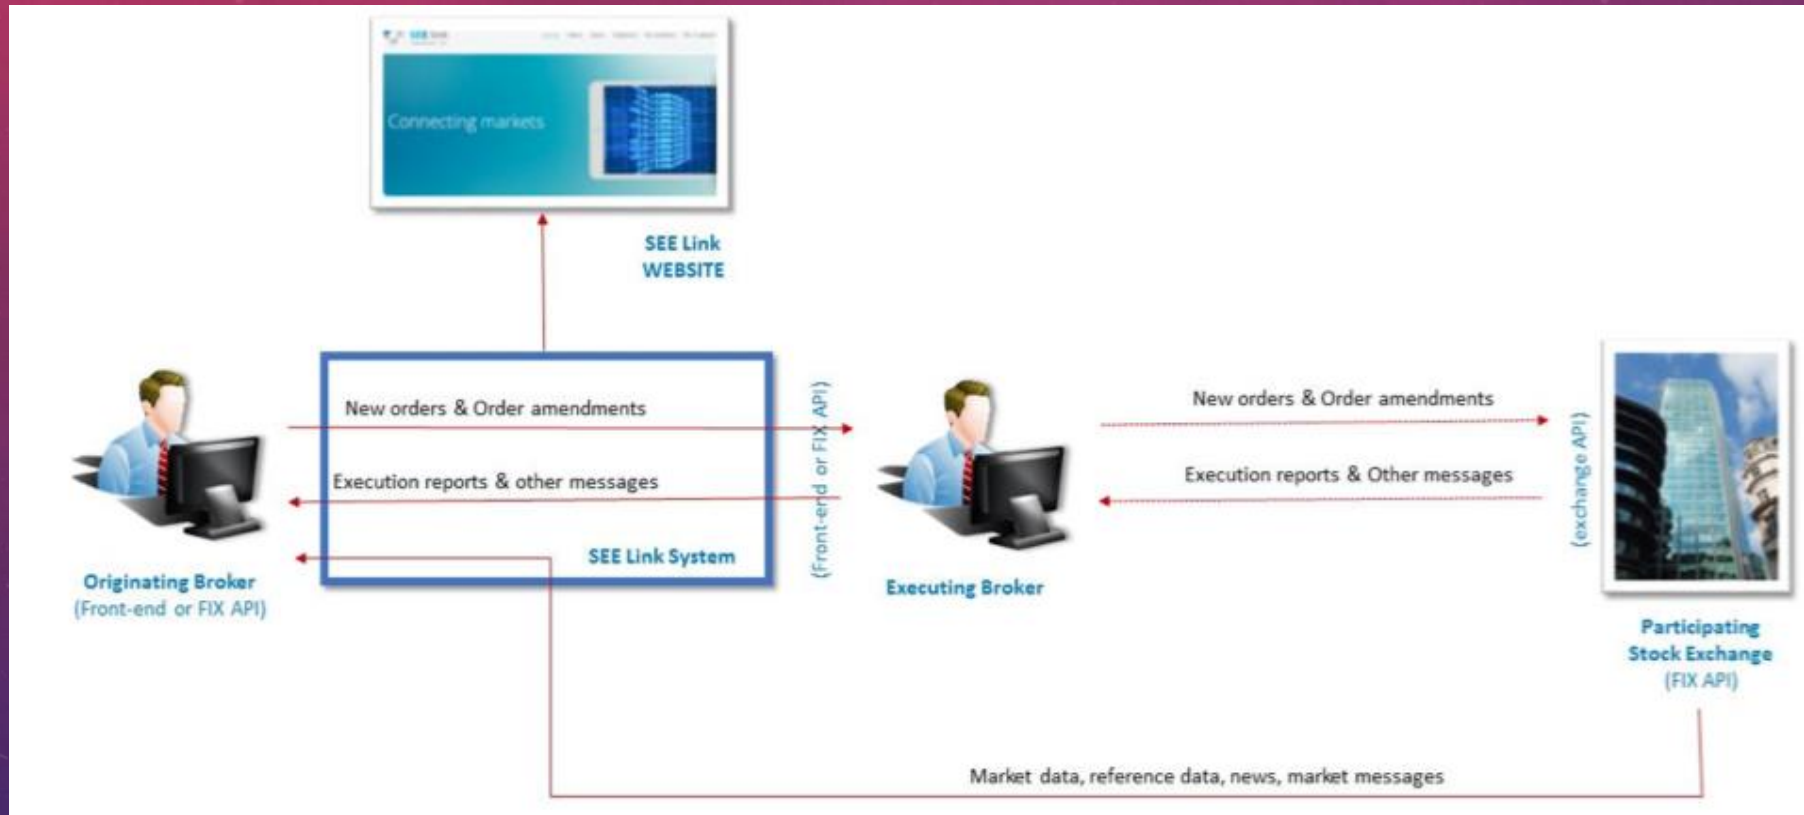 SEE link
Connecting markets
SEE Link
WEBSITE
New orders & Order amendments
Execution reports & other messages
SEE Link System
(Front-end or FIX API)
Originating Broker
(Front-end or FIX API)
Executing Broker
New orders & Order amendments
Execution reports & Other messages
(exchange API)
Participating
Stock Exchange
(FIX API)
Market data, reference data, news, market messages